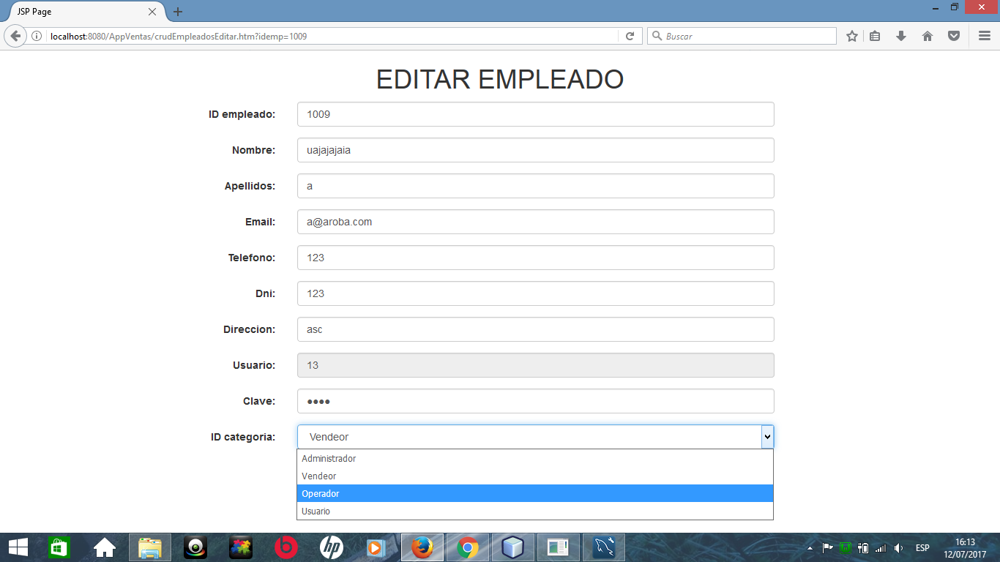 JSP Page
localhost:8080/AppVentas/crudEmpleadosEditar.htm?idemp=1009
Buscar
EDITAR EMPLEADO
ID empleado: 1009
Nombre: uajajajaia
Apellidos: a
Email: a@aroba.com
Telefono: 123
Dni: 123
Direccion: asc
Usuario: 13
Clave: ●●●●
ID categoria: Vendeor
Administrador
Vendeor
Operador
Usuario
hp
ESP
16:13
12/07/2017